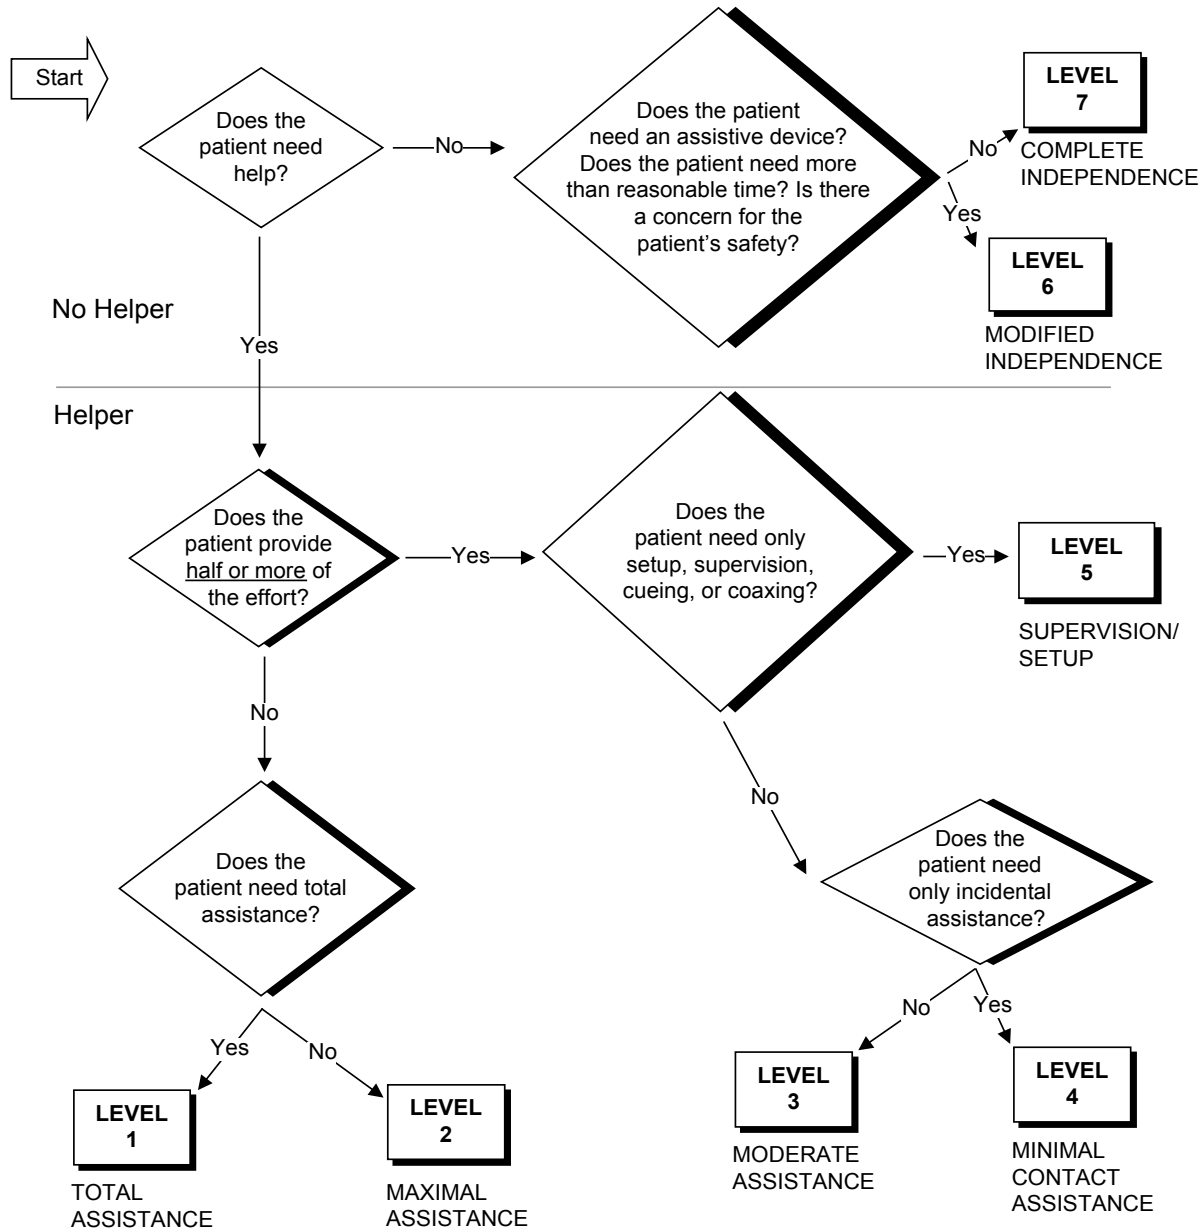 Start
Does the
patient need
help?
No
Does the patient
need an assistive device?
Does the patient need more
than reasonable time? Is there
a concern for the
patient’s safety?
No
LEVEL
7
COMPLETE
INDEPENDENCE
Yes
LEVEL
6
MODIFIED
INDEPENDENCE
No Helper
Yes
Helper
Does the
patient provide
half or more of
the effort?
Yes
Does the
patient need only
setup, supervision,
cueing, or coaxing?
Yes
LEVEL
5
SUPERVISION/
SETUP
No
No
Does the
patient need total
assistance?
Does the
patient need
only incidental
assistance?
Yes
No
No
Yes
LEVEL
1
TOTAL
ASSISTANCE
LEVEL
2
MAXIMAL
ASSISTANCE
LEVEL
3
MODERATE
ASSISTANCE
LEVEL
4
MINIMAL
CONTACT
ASSISTANCE